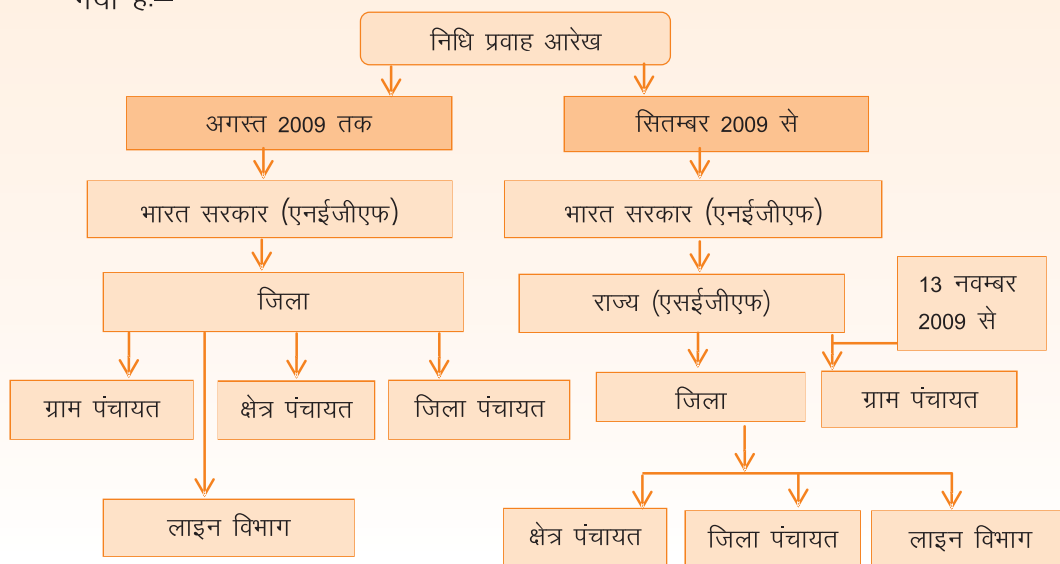 गया है:–
निधि प्रवाह आरेख
अगस्त 2009 तक
सितम्बर 2009 से
भारत सरकार (एनईजीएफ)
भारत सरकार (एनईजीएफ)
जिला
राज्य (एसईजीएफ)
13 नवम्बर
2009 से
ग्राम पंचायत
क्षेत्र पंचायत
जिला पंचायत
जिला
ग्राम पंचायत
लाइन विभाग
क्षेत्र पंचायत
जिला पंचायत
लाइन विभाग